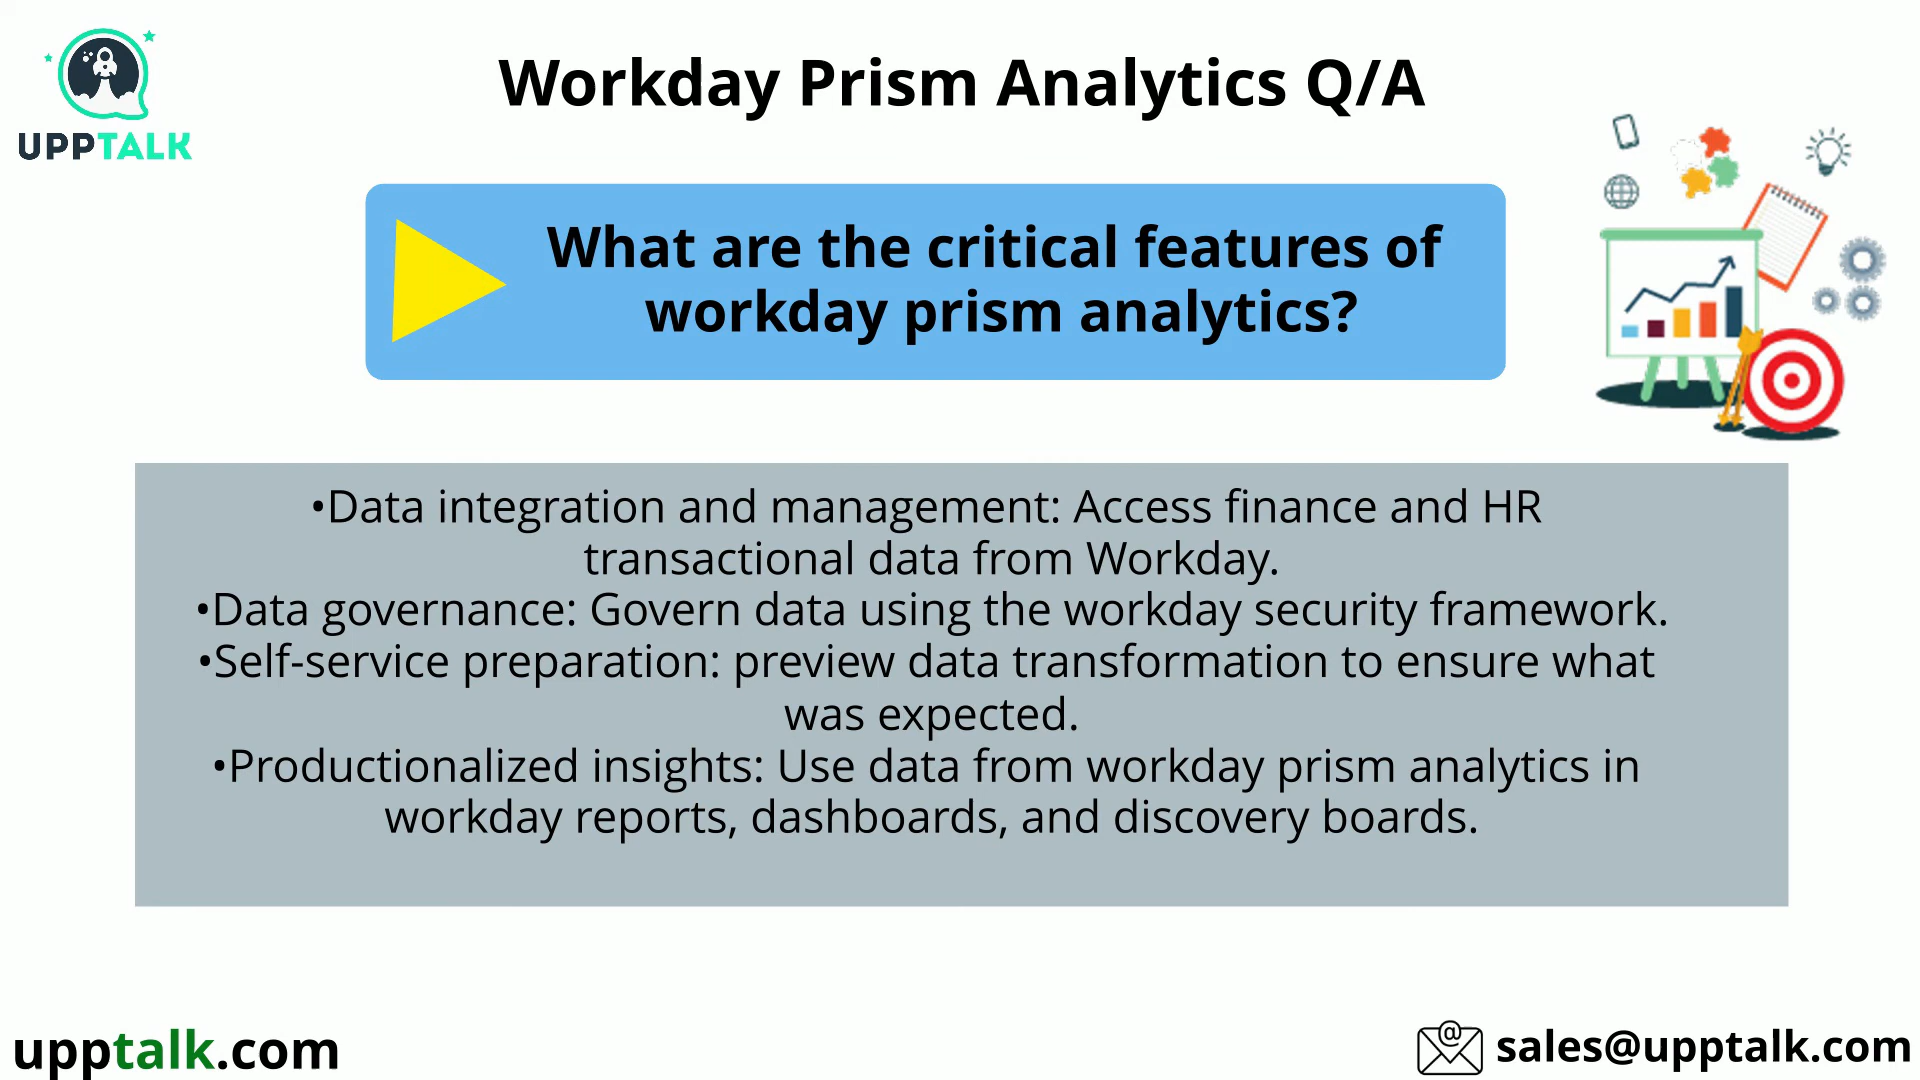 UPPTALK
Workday Prism Analytics Q/A
What are the critical features of
workday prism analytics?
•Data integration and management: Access finance and HR
transactional data from Workday.
•Data governance: Govern data using the workday security framework.
•Self-service preparation: preview data transformation to ensure what
was expected.
•Productionalized insights: Use data from workday prism analytics in
workday reports, dashboards, and discovery boards.
upptalk.com
@
sales@upptalk.com